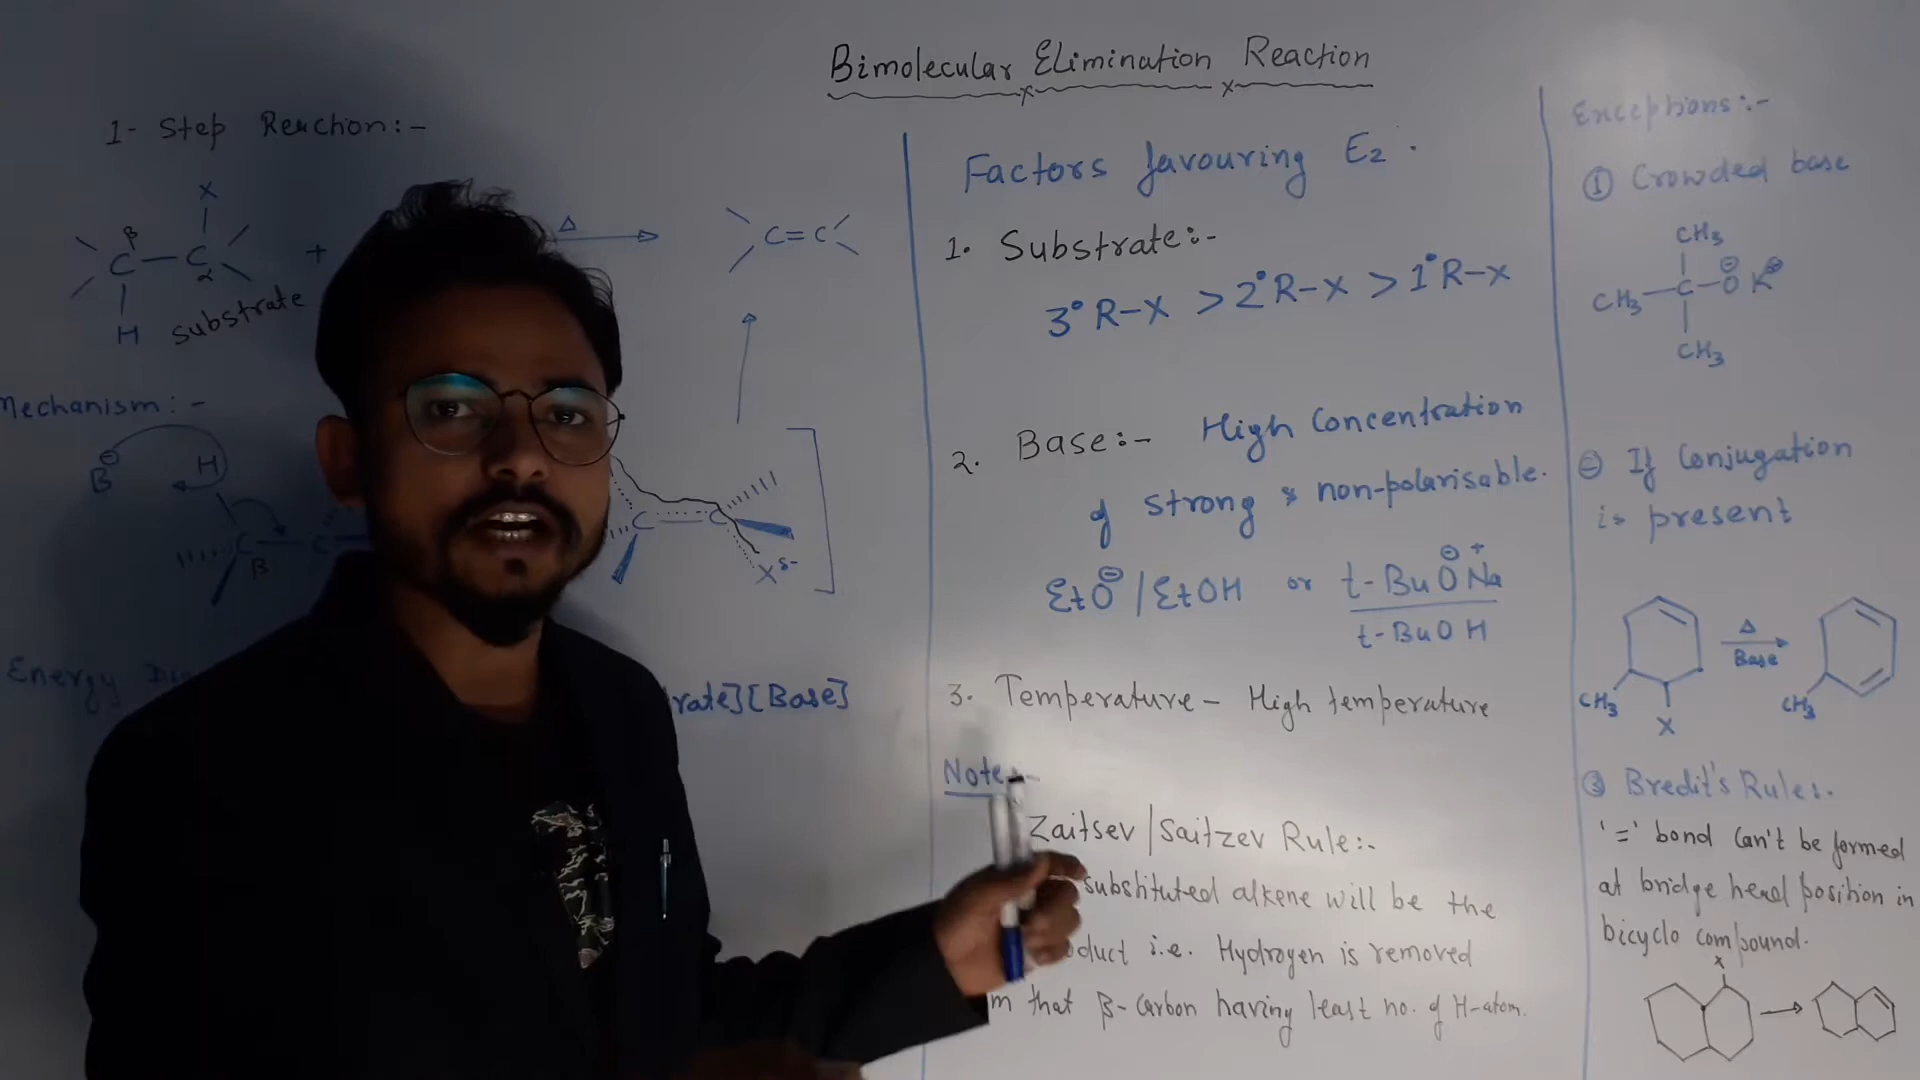 Bimolecular Elimination Reaction
1- Step Reaction:-
X
β
C — C
α
+
Δ
C=C
H
substrate
Mechanism:-
B⊖
H
C — C
β
C C
X δ-
Energy
rate][Base]
Factors favouring E2.
1. Substrate:-
3° R-X > 2° R-X > 1° R-X
2. Base:- High Concentration
of strong & non-polarisable.
EtO⊖ / EtOH or t-BuO⊖Na+
t-BuOH
3. Temperature - High temperature
Note:-
Zaitsev/Saitzev Rule:-
substituted alkene will be the
oduct i.e. Hydrogen is removed
m that β-Carbon having least no. of H-atom.
Exceptions:-
① Crowded base
CH3
CH3 — C — O⊖ K⊕
CH3
② If Conjugation
is present
Δ
Base
CH3
X
CH3
③ Bredit's Rules.
'=' bond can't be formed
at bridge head position in
bicyclo compound.
X